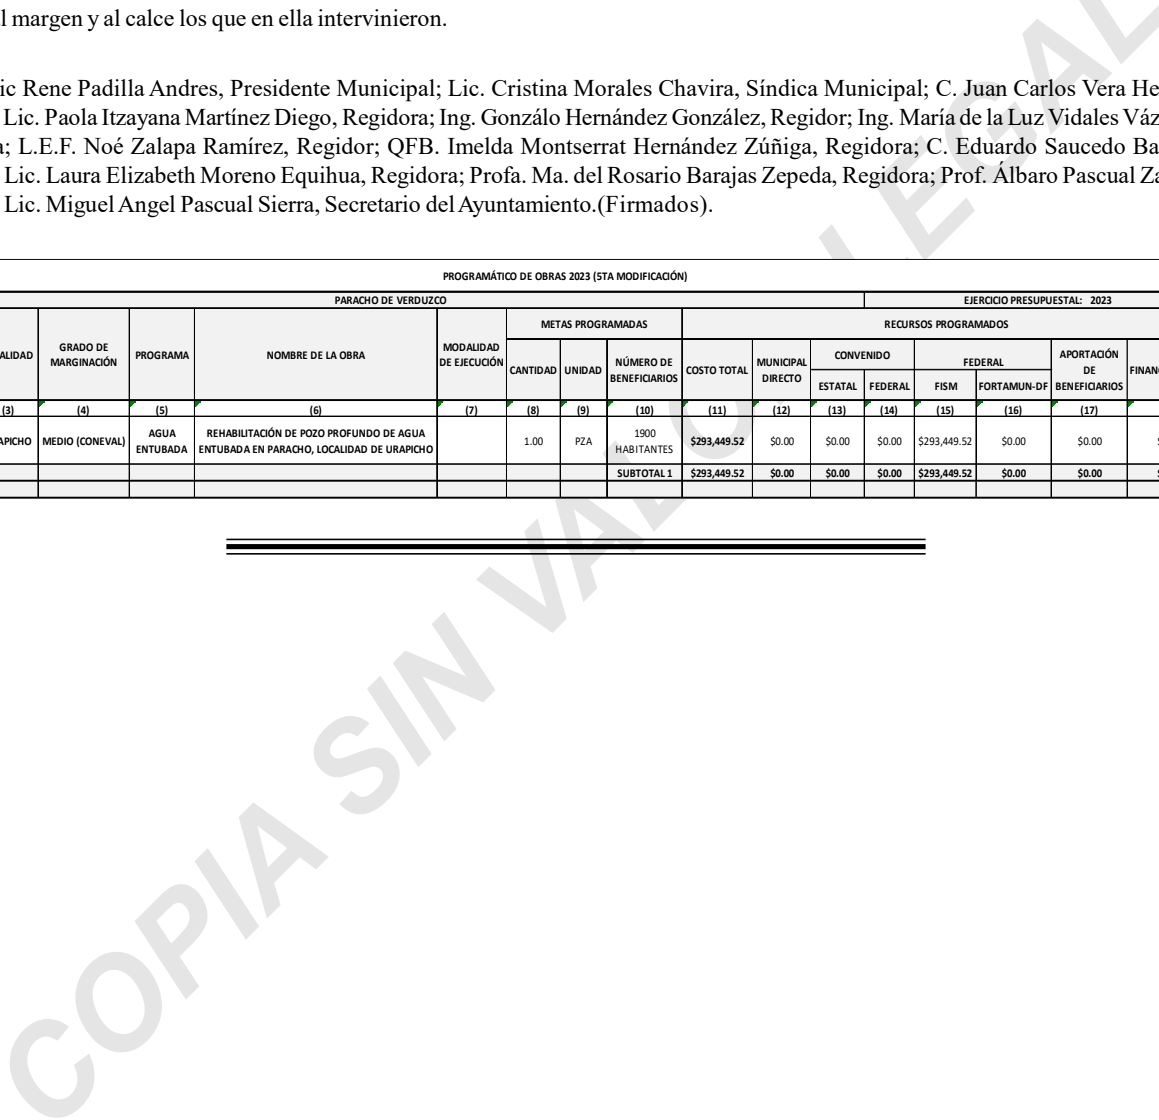 l margen y al calce los que en ella intervinieron.
ic Rene Padilla Andres, Presidente Municipal; Lic. Cristina Morales Chavira, Síndica Municipal; C. Juan Carlos Vera He
Lic. Paola Itzayana Martínez Diego, Regidora; Ing. Gonzálo Hernández González, Regidor; Ing. María de la Luz Vidales Váz
a; L.E.F. Noé Zalapa Ramírez, Regidor; QFB. Imelda Montserrat Hernández Zúñiga, Regidora; C. Eduardo Saucedo Ba
Lic. Laura Elizabeth Moreno Equihua, Regidora; Profa. Ma. del Rosario Barajas Zepeda, Regidora; Prof. Álbaro Pascual Za
Lic. Miguel Angel Pascual Sierra, Secretario del Ayuntamiento.(Firmados).
PROGRAMÁTICO DE OBRAS 2023 (5TA MODIFICACIÓN)
PARACHO DE VERDUZCO EJERCICIO PRESUPUESTAL: 2023
ALIDAD GRADO DE MARGINACIÓN PROGRAMA NOMBRE DE LA OBRA MODALIDAD DE EJECUCIÓN METAS PROGRAMADAS RECURSOS PROGRAMADOS
CANTIDAD UNIDAD NÚMERO DE BENEFICIARIOS COSTO TOTAL MUNICIPAL DIRECTO CONVENIDO FEDERAL APORTACIÓN DE BENEFICIARIOS FINANC
ESTATAL FEDERAL FISM FORTAMUN-DF
(3) (4) (5) (6) (7) (8) (9) (10) (11) (12) (13) (14) (15) (16) (17)
APICHO MEDIO (CONEVAL) AGUA ENTUBADA REHABILITACIÓN DE POZO PROFUNDO DE AGUA ENTUBADA EN PARACHO, LOCALIDAD DE URAPICHO 1.00 PZA 1900 HABITANTES $293,449.52 $0.00 $0.00 $0.00 $293,449.52 $0.00 $0.00
SUBTOTAL 1 $293,449.52 $0.00 $0.00 $0.00 $293,449.52 $0.00 $0.00
COPIA SIN VALOR LEGAL